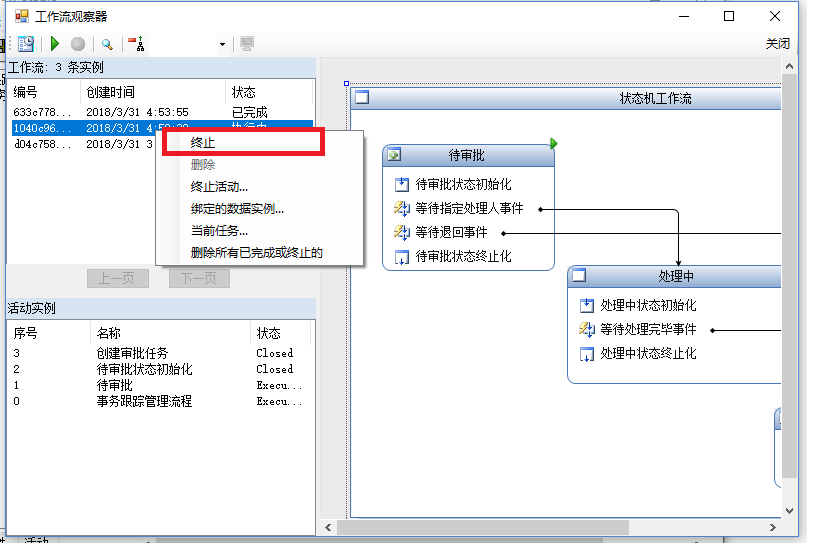 工作流观察器
关闭
工作流: 3 条实例
编号 创建时间 状态
633c778... 2018/3/31 4:53:55 已完成
1040c96... 2018/3/31
d04c758... 2018/3/31 3
终止
删除
终止活动...
绑定的数据实例...
当前任务...
删除所有已完成或终止的
上一页 下一页
活动实例
序号 名称 状态
3 创建审批任务 Closed
2 待审批状态初始化 Closed
1 待审批 Execu...
0 事务跟踪管理流程 Execu...
状态机工作流
待审批
待审批状态初始化
等待指定处理人事件
等待退回事件
待审批状态终止化
处理中
处理中状态初始化
等待处理完毕事件
处理中状态终止化
活动